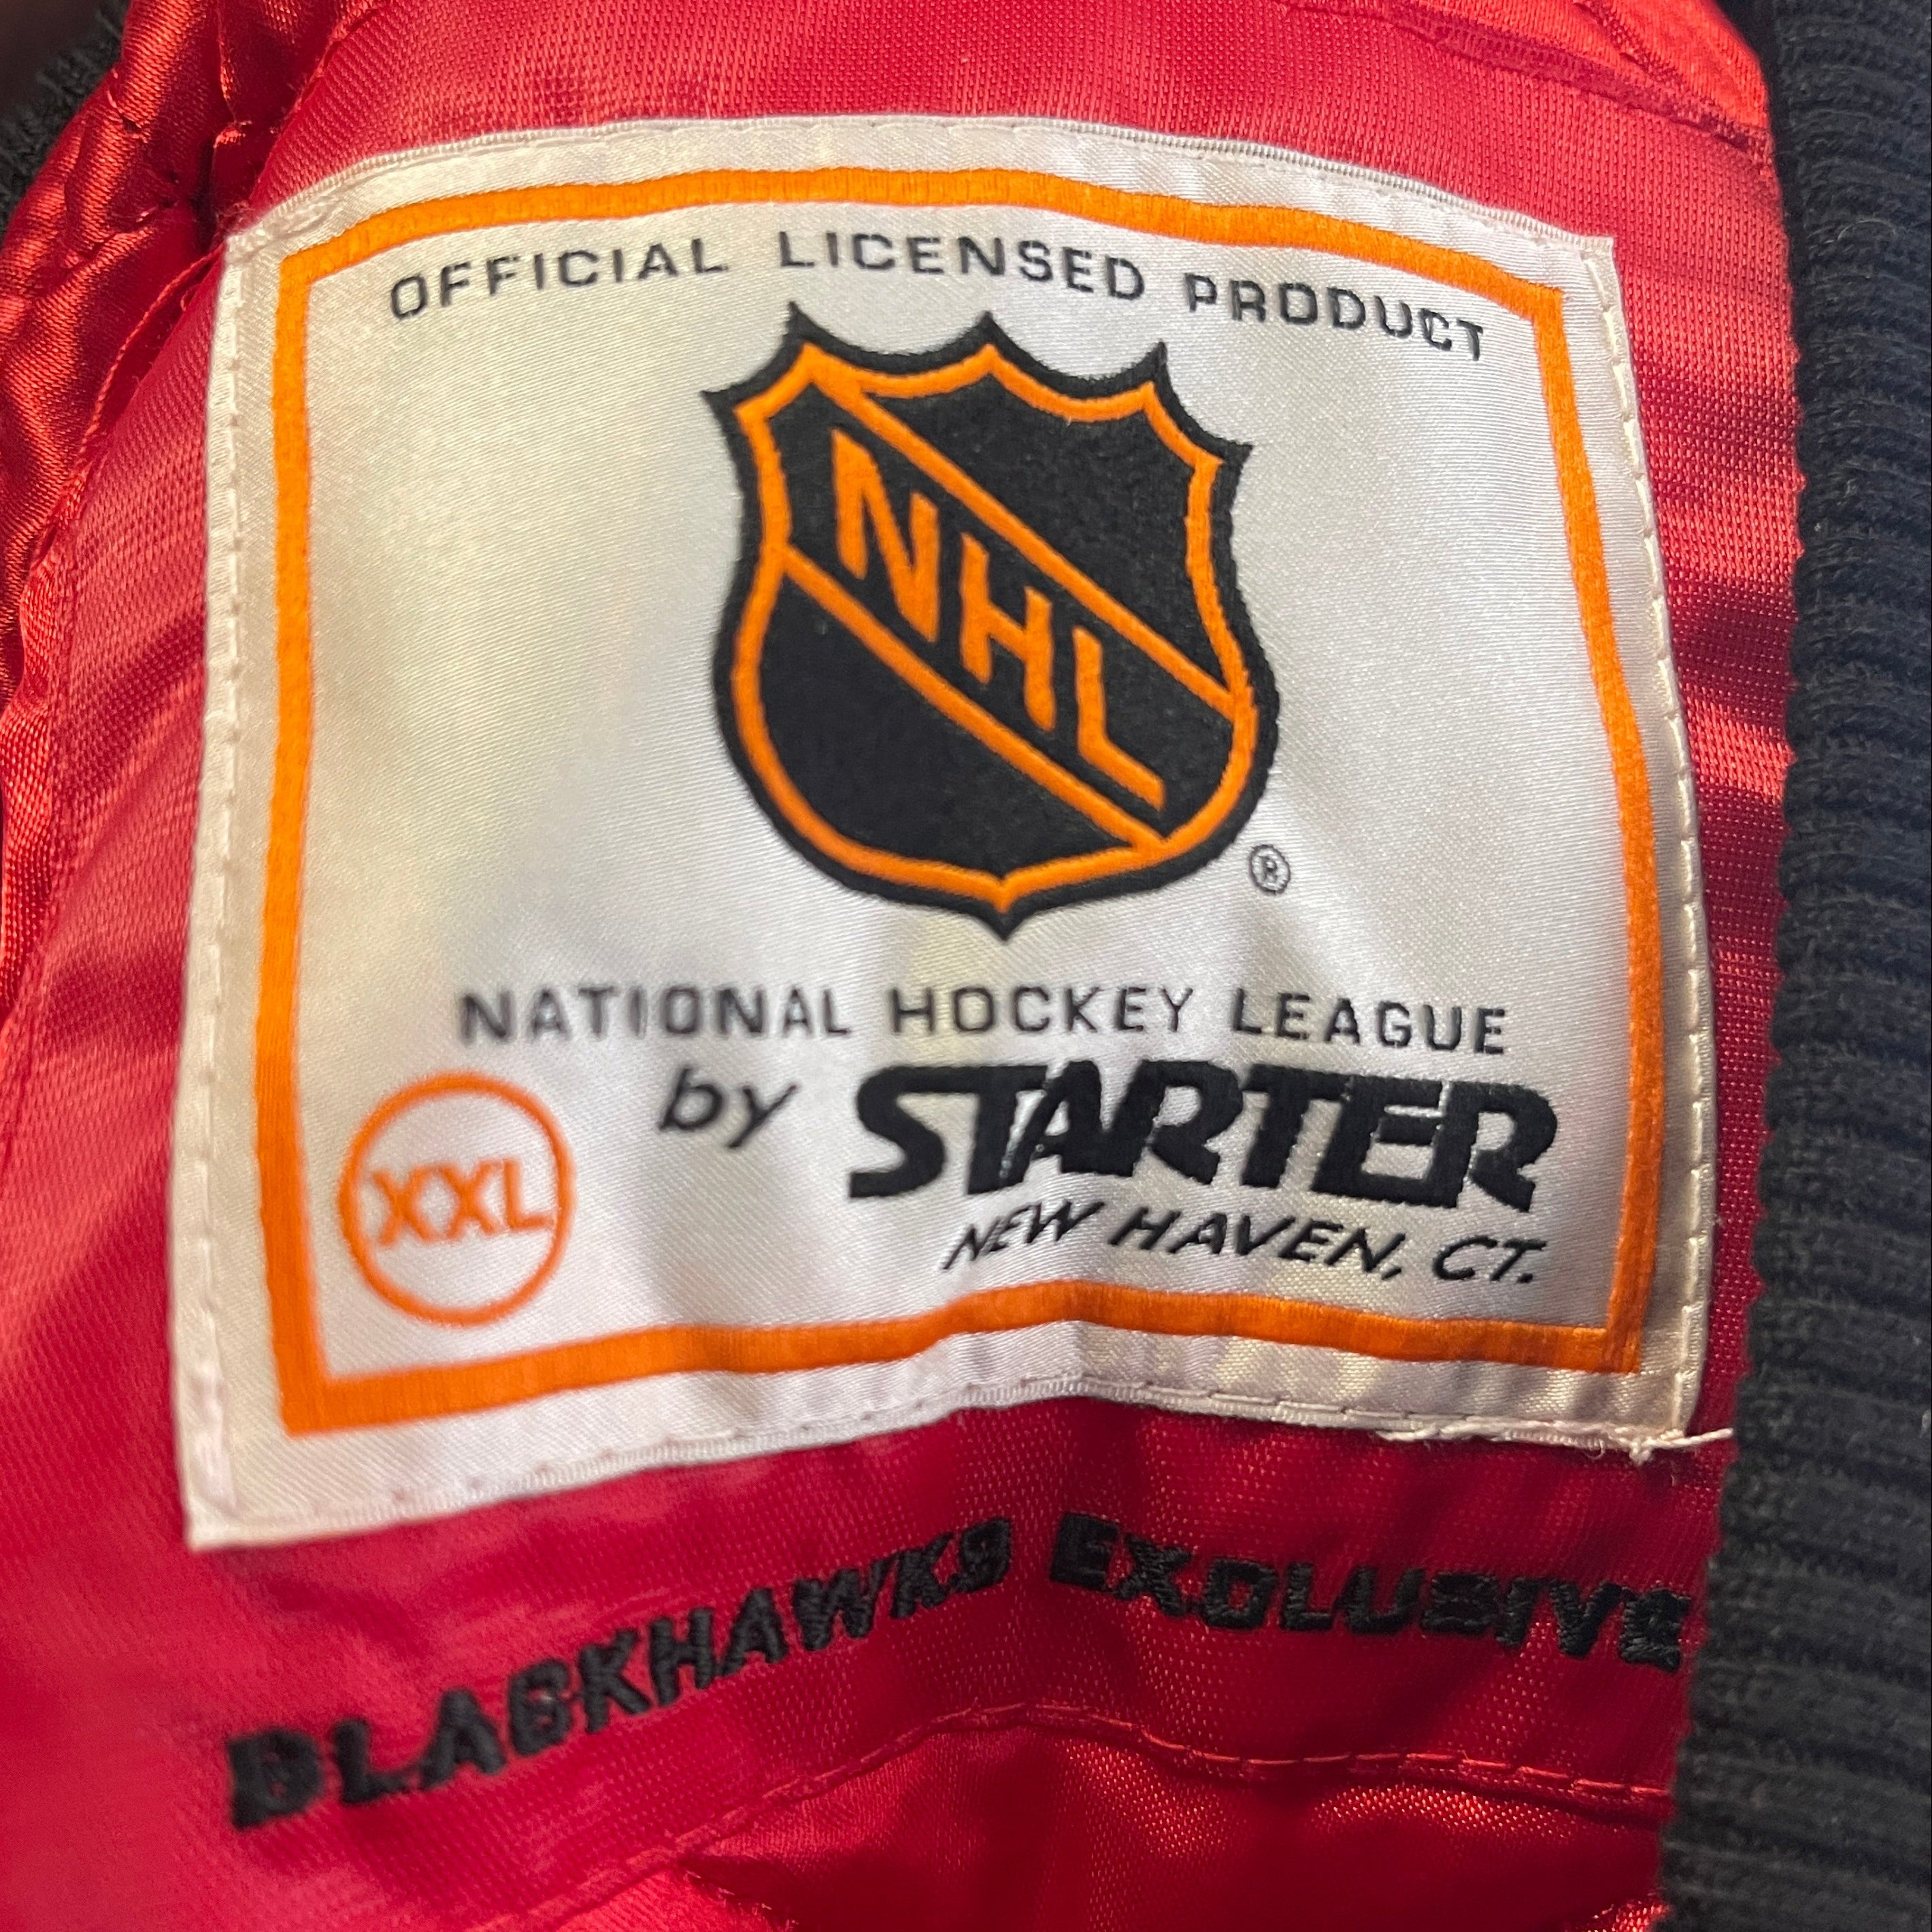 OFFICIAL LICENSED PRODUCT
NHL
®
NATIONAL HOCKEY LEAGUE
by STARTER
XXL
NEW HAVEN, CT.
BLACKHAWKS EXCLUSIVE